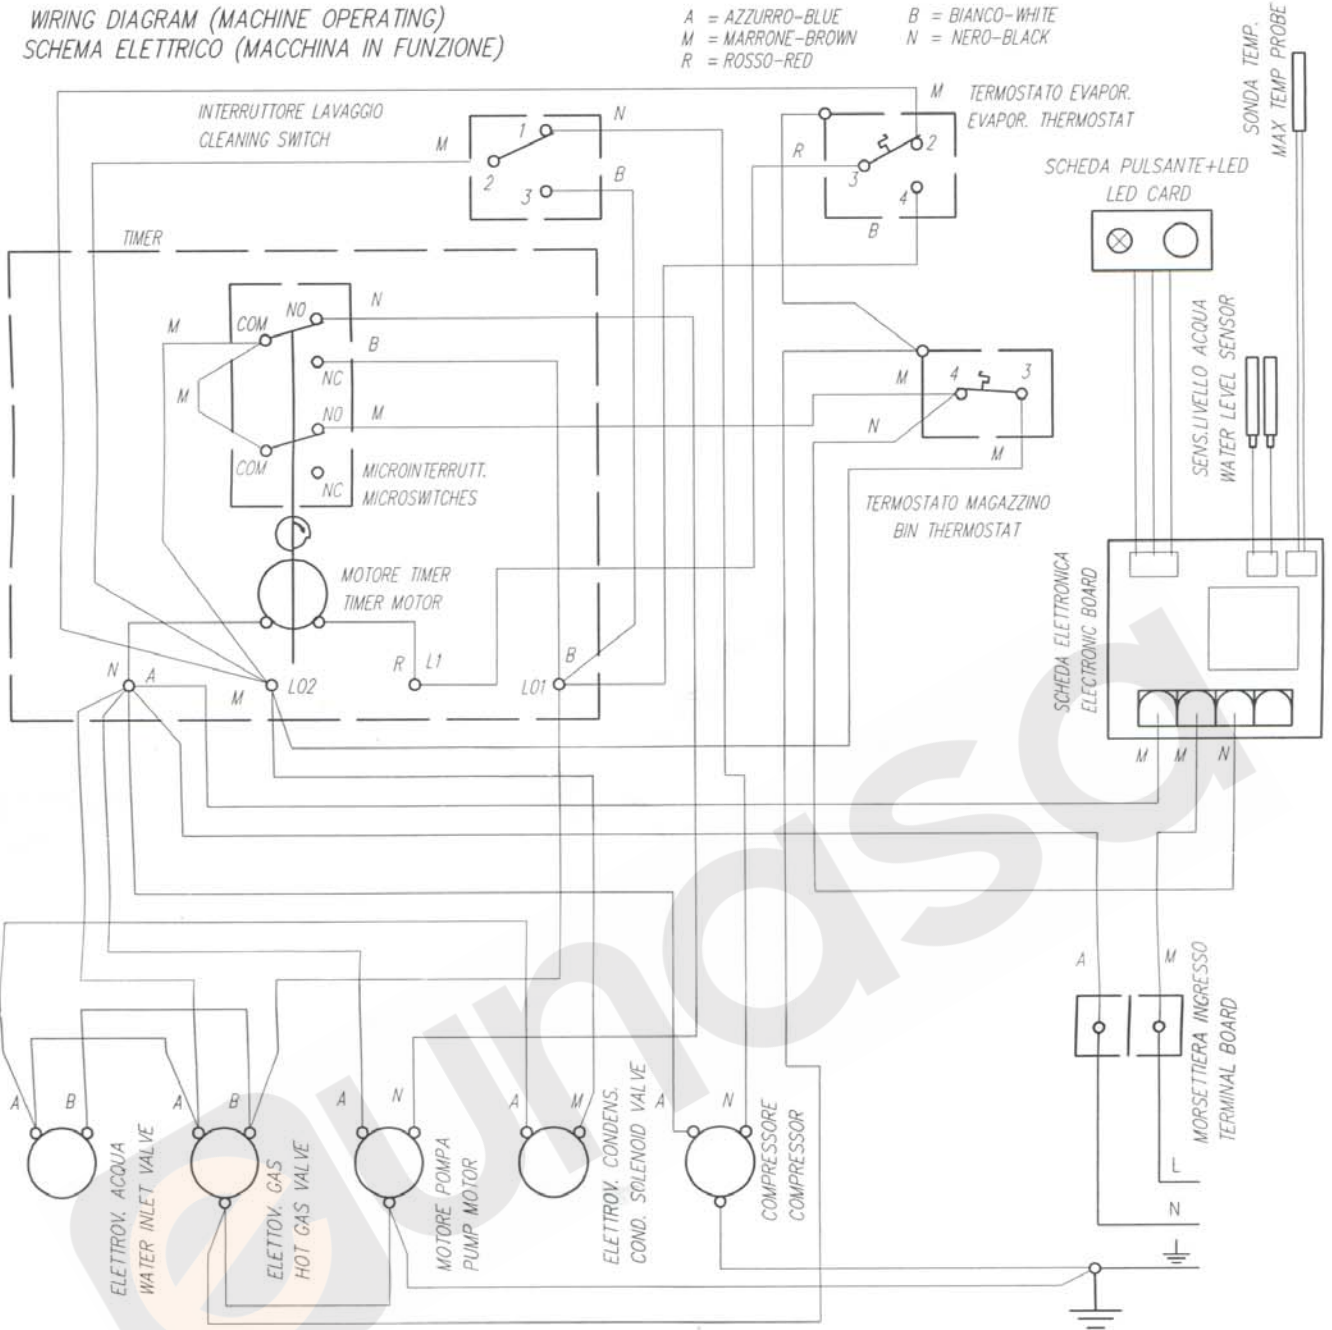 WIRING DIAGRAM (MACHINE OPERATING)
SCHEMA ELETTRICO (MACCHINA IN FUNZIONE)
A = AZZURRO-BLUE
B = BIANCO-WHITE
M = MARRONE-BROWN
N = NERO-BLACK
R = ROSSO-RED
INTERRUTTORE LAVAGGIO
CLEANING SWITCH
M
1
2
3
N
B
M
TERMOSTATO EVAPOR.
EVAPOR. THERMOSTAT
R
2
3
4
B
SONDA TEMP.
MAX TEMP PROBE
SCHEDA PULSANTE+LED
LED CARD
TIMER
M
COM
NO
N
B
NC
M
NO
M
COM
NC
MICROINTERRUTT.
MICROSWITCHES
M
4
3
N
M
TERMOSTATO MAGAZZINO
BIN THERMOSTAT
SENS.LIVELLO ACQUA
WATER LEVEL SENSOR
MOTORE TIMER
TIMER MOTOR
N
A
M
LO2
R
L1
LO1
B
SCHEDA ELETTRONICA
ELECTRONIC BOARD
M
M
N
A
M
MORSETTIERA INGRESSO
TERMINAL BOARD
L
N
A
B
ELETTROV. ACQUA
WATER INLET VALVE
A
B
ELETTOV. GAS
HOT GAS VALVE
A
N
MOTORE POMPA
PUMP MOTOR
A
M
ELETTROV. CONDENS.
COND. SOLENOID VALVE
A
N
COMPRESSORE
COMPRESSOR
eunasa